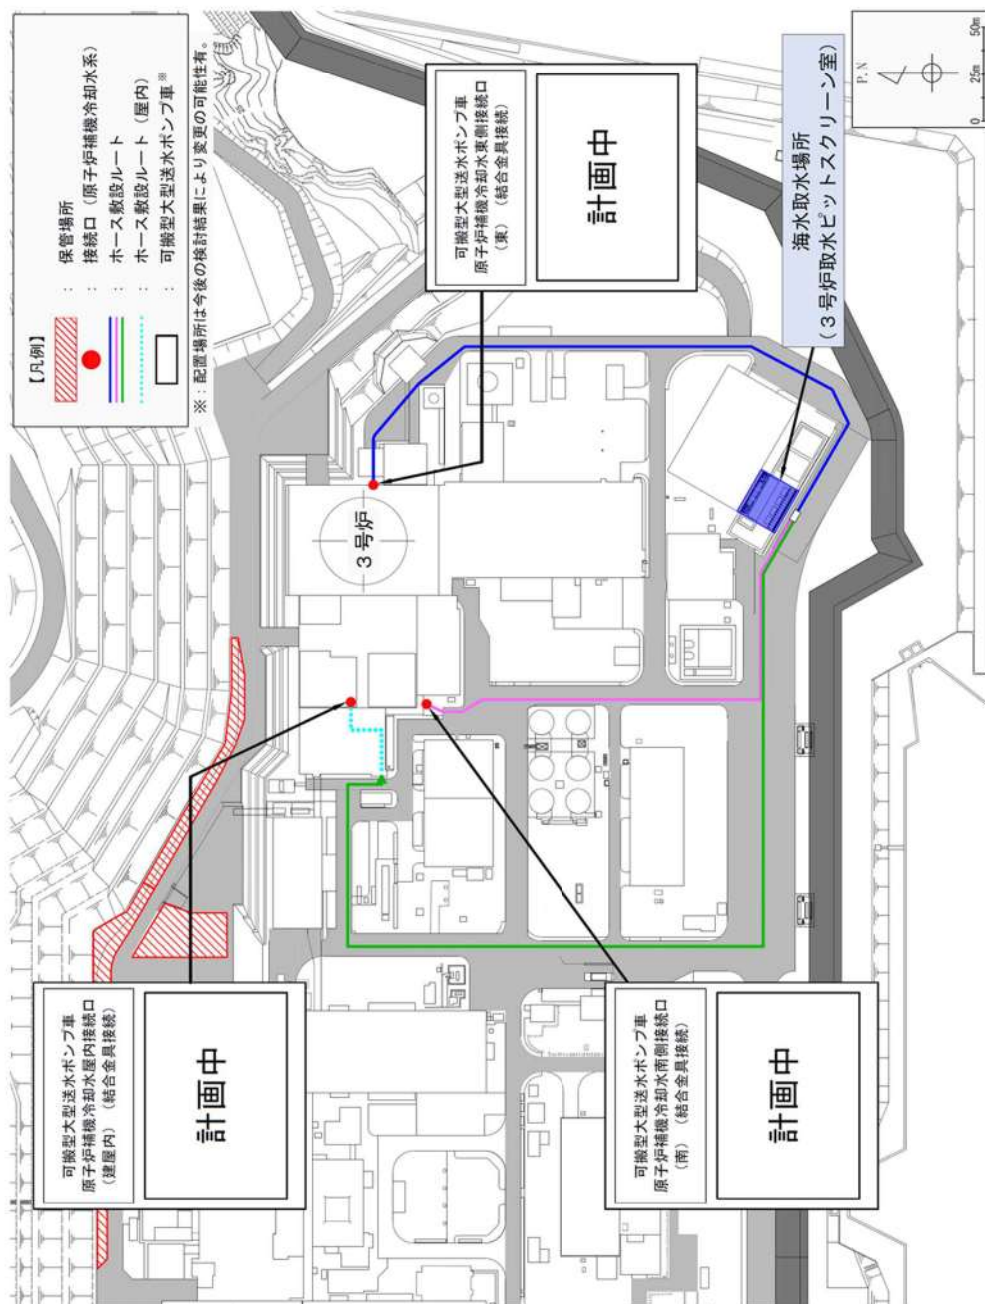 【凡例】
： 保管場所
： 接続口（原子炉補機冷却水系）
： ホース敷設ルート
： ホース敷設ルート（屋内）
： 可搬型大型送水ポンプ車※
※：配置場所は今後の検討結果により変更の可能性有。
可搬型大型送水ポンプ車
原子炉補機冷却水東側接続口
（東）（結合金具接続）
計画中
海水取水場所
（３号炉取水ピットスクリーン室）
P.N
0 25m 50m
３号炉
可搬型大型送水ポンプ車
原子炉補機冷却水屋内接続口
（建屋内）（結合金具接続）
計画中
可搬型大型送水ポンプ車
原子炉補機冷却水南側接続口
（南）（結合金具接続）
計画中